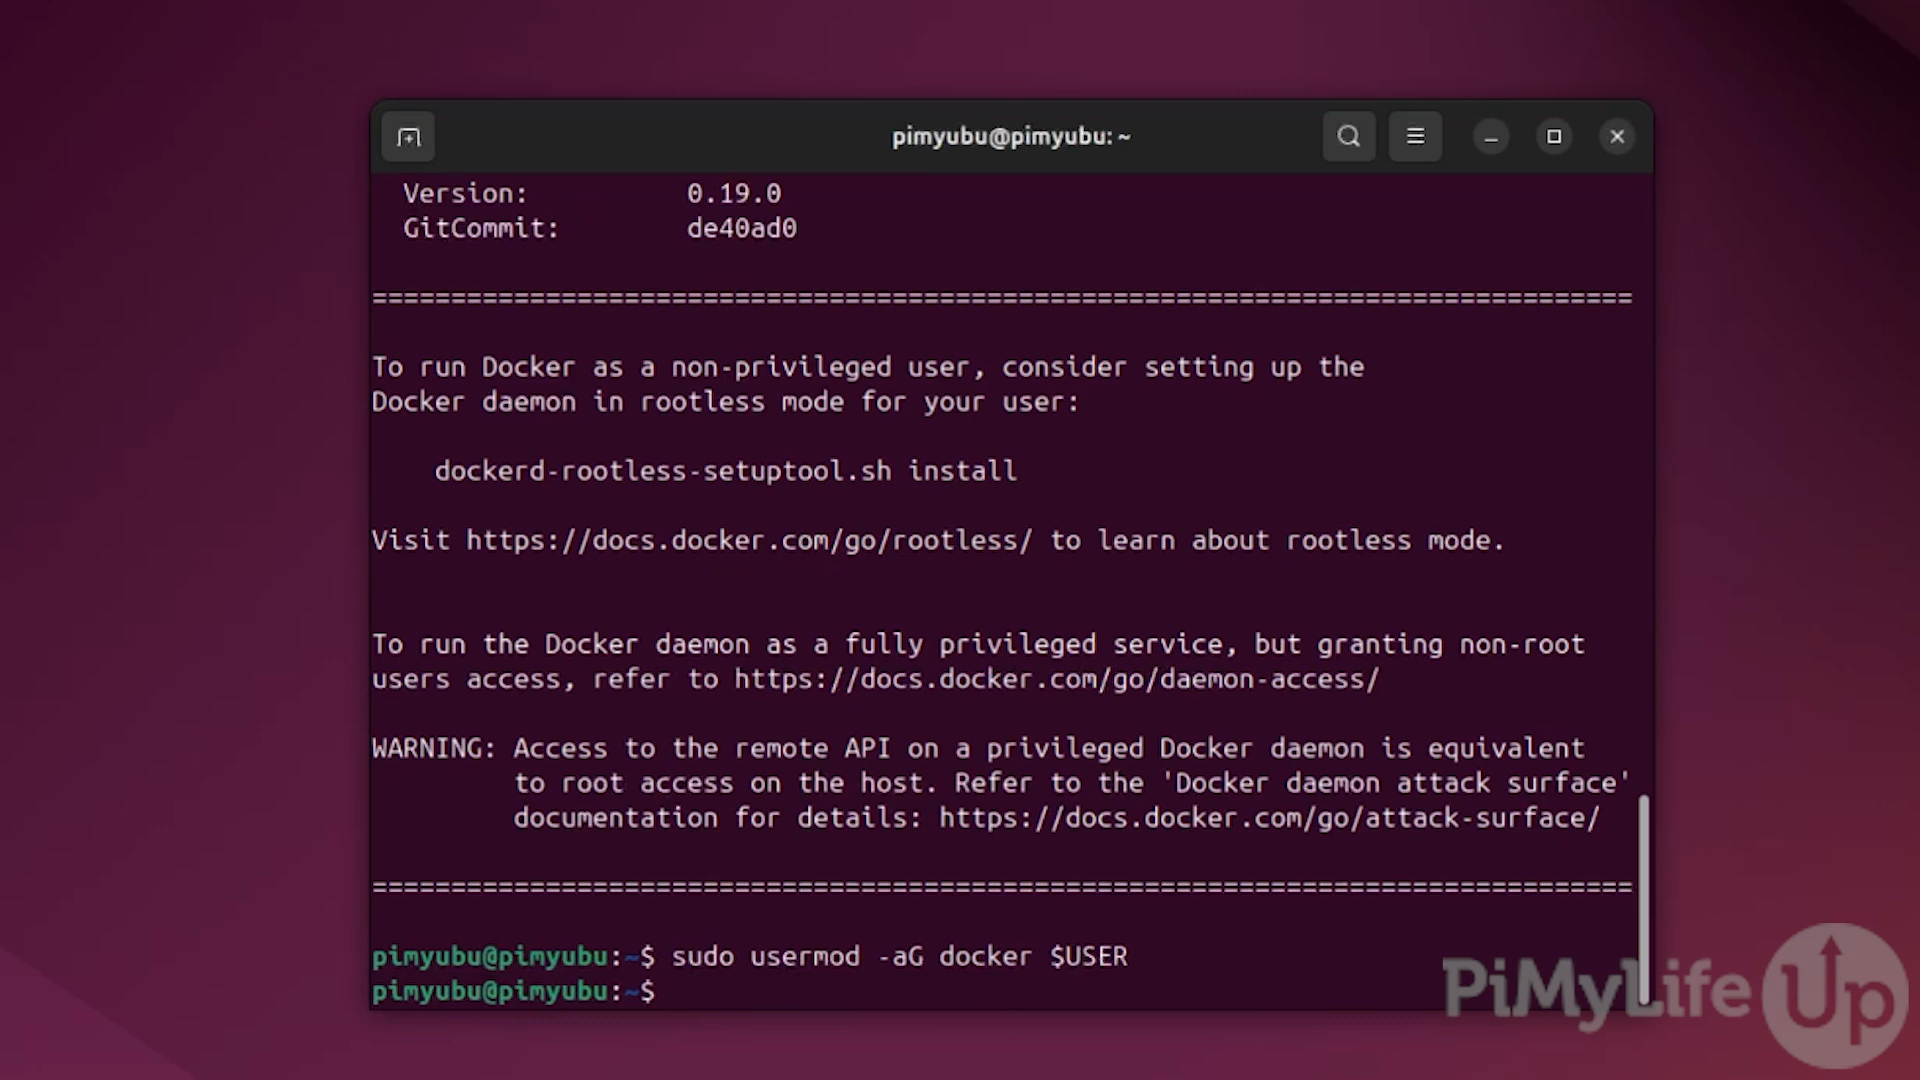 pimyubu@pimyubu: ~
Version: 0.19.0
GitCommit: de40ad0
================================================================================
To run Docker as a non-privileged user, consider setting up the
Docker daemon in rootless mode for your user:
dockerd-rootless-setuptool.sh install
Visit https://docs.docker.com/go/rootless/ to learn about rootless mode.
To run the Docker daemon as a fully privileged service, but granting non-root
users access, refer to https://docs.docker.com/go/daemon-access/
WARNING: Access to the remote API on a privileged Docker daemon is equivalent
to root access on the host. Refer to the 'Docker daemon attack surface'
documentation for details: https://docs.docker.com/go/attack-surface/
================================================================================
pimyubu@pimyubu:~$ sudo usermod -aG docker $USER
pimyubu@pimyubu:~$
PiMyLifeUp